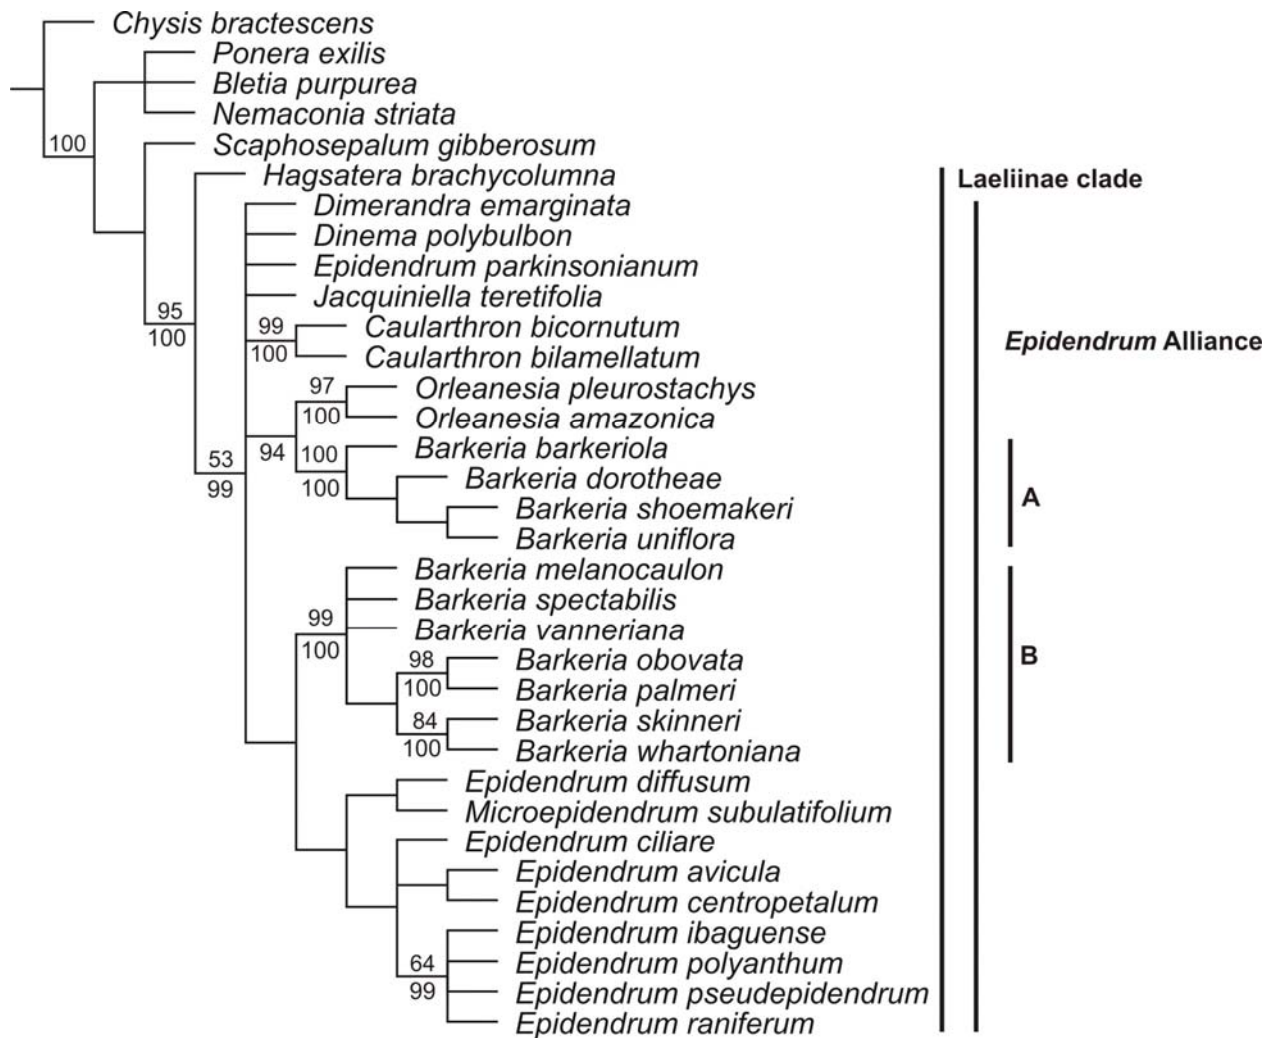 Chysis bractescens
Ponera exilis
Bletia purpurea
Nemaconia striata
100
Scaphosepalum gibberosum
Hagsatera brachycolumna
Laeliinae clade
Dimerandra emarginata
Dinema polybulbon
Epidendrum parkinsonianum
Jacquiniella teretifolia
95
100
99
100
Caularthron bicornutum
Caularthron bilamellatum
Epidendrum Alliance
97
100
Orleanesia pleurostachys
Orleanesia amazonica
53
99
94
100
100
Barkeria barkeriola
Barkeria dorotheae
Barkeria shoemakeri
Barkeria uniflora
A
Barkeria melanocaulon
Barkeria spectabilis
99
100
Barkeria vanneriana
98
100
Barkeria obovata
Barkeria palmeri
B
84
100
Barkeria skinneri
Barkeria whartoniana
Epidendrum diffusum
Microepidendrum subulatifolium
Epidendrum ciliare
Epidendrum avicula
Epidendrum centropetalum
Epidendrum ibaguense
64
99
Epidendrum polyanthum
Epidendrum pseudepidendrum
Epidendrum raniferum